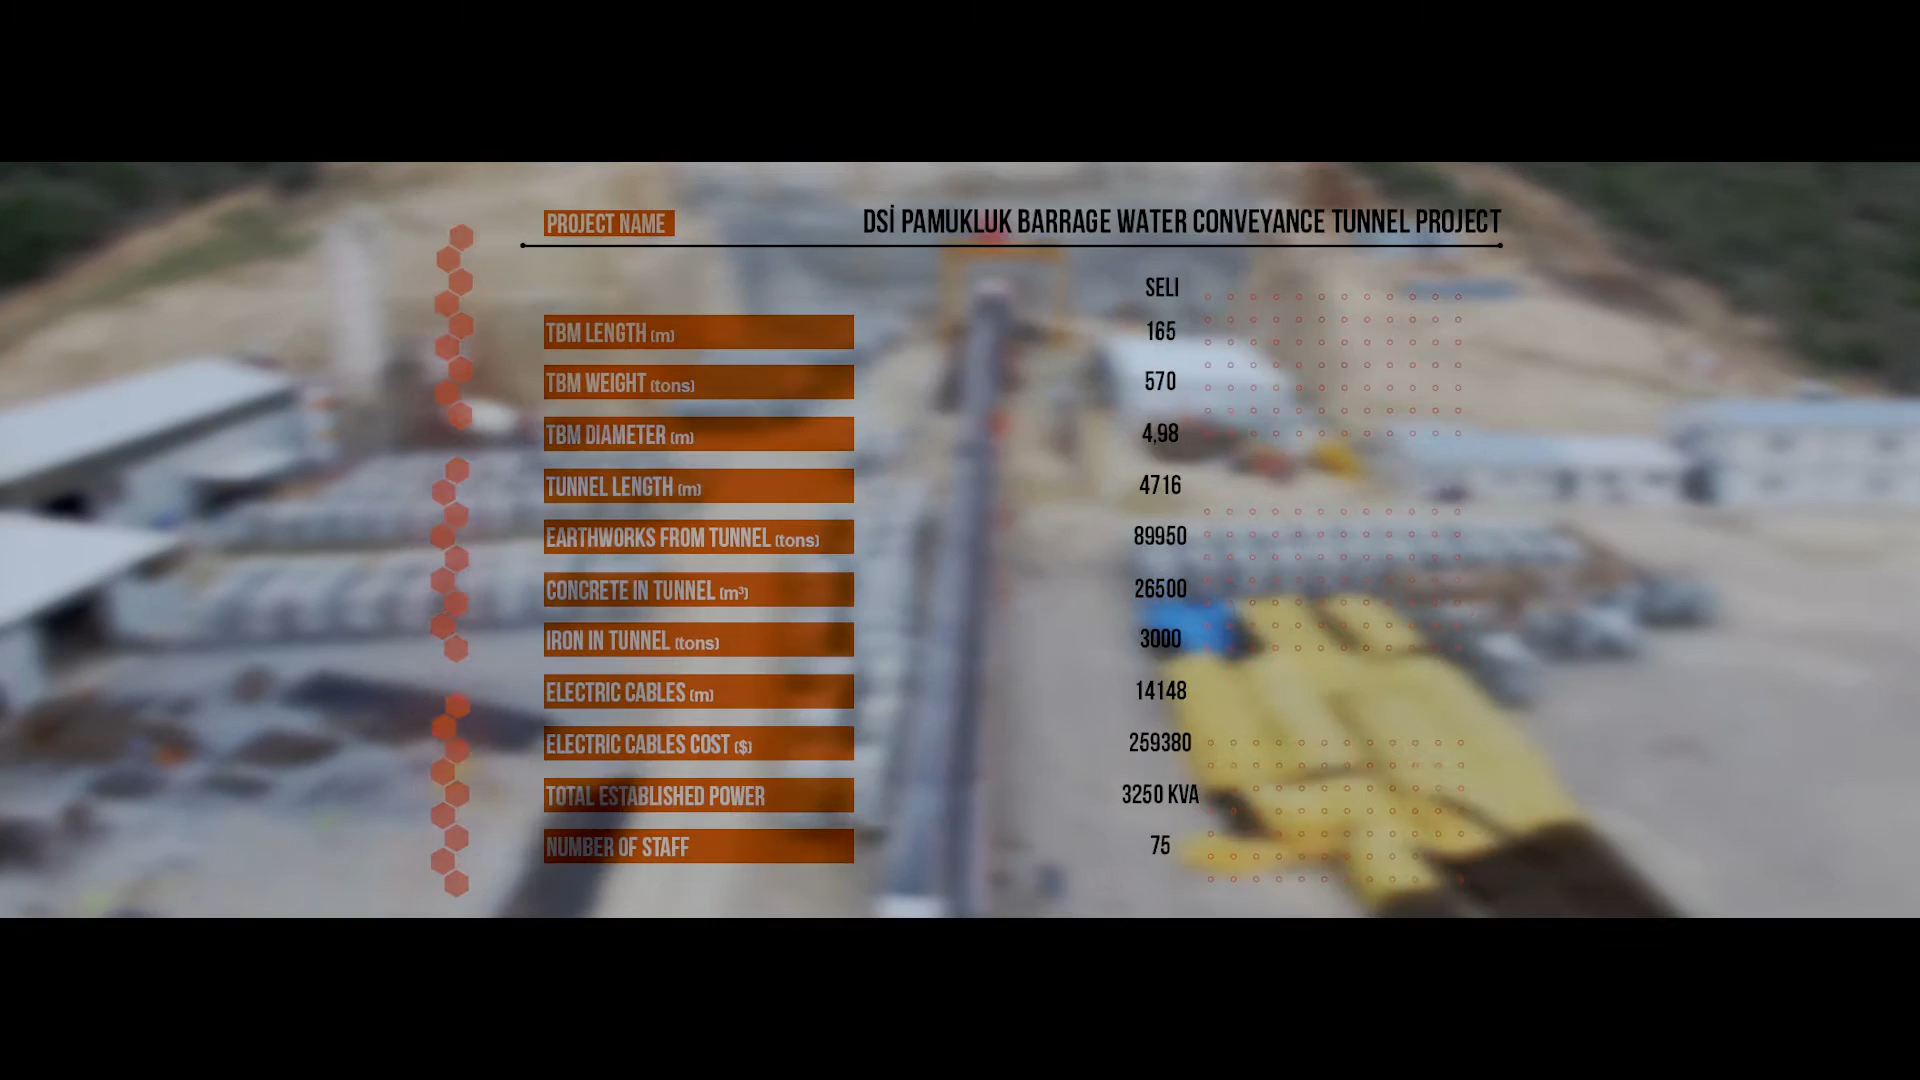 PROJECT NAME DSİ PAMUKLUK BARRAGE WATER CONVEYANCE TUNNEL PROJECT
SELI
TBM LENGTH (m) 165
TBM WEIGHT (tons) 570
TBM DIAMETER (m) 4,98
TUNNEL LENGTH (m) 4716
EARTHWORKS FROM TUNNEL (tons) 89950
CONCRETE IN TUNNEL (m³) 26500
IRON IN TUNNEL (tons) 3000
ELECTRIC CABLES (m) 14148
ELECTRIC CABLES COST ($) 259380
TOTAL ESTABLISHED POWER 3250 KVA
NUMBER OF STAFF 75